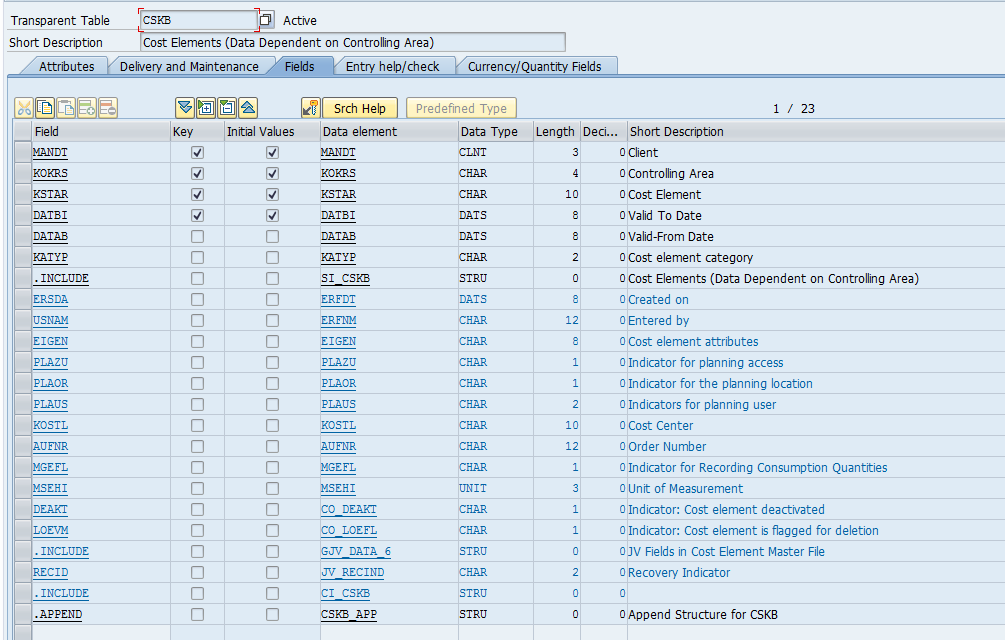 Transparent Table CSKB Active
Short Description Cost Elements (Data Dependent on Controlling Area)
Attributes Delivery and Maintenance Fields Entry help/check Currency/Quantity Fields
Srch Help Predefined Type 1 / 23
Field Key Initial Values Data element Data Type Length Deci... Short Description
MANDT MANDT CLNT 3 0 Client
KOKRS KOKRS CHAR 4 0 Controlling Area
KSTAR KSTAR CHAR 10 0 Cost Element
DATBI DATBI DATS 8 0 Valid To Date
DATAB DATAB DATS 8 0 Valid-From Date
KATYP KATYP CHAR 2 0 Cost element category
.INCLUDE SI_CSKB STRU 0 0 Cost Elements (Data Dependent on Controlling Area)
ERSDA ERFDT DATS 8 0 Created on
USNAM ERFNM CHAR 12 0 Entered by
EIGEN EIGEN CHAR 8 0 Cost element attributes
PLAZU PLAZU CHAR 1 0 Indicator for planning access
PLAOR PLAOR CHAR 1 0 Indicator for the planning location
PLAUS PLAUS CHAR 2 0 Indicators for planning user
KOSTL KOSTL CHAR 10 0 Cost Center
AUFNR AUFNR CHAR 12 0 Order Number
MGEFL MGEFL CHAR 1 0 Indicator for Recording Consumption Quantities
MSEHI MSEHI UNIT 3 0 Unit of Measurement
DEAKT CO_DEAKT CHAR 1 0 Indicator: Cost element deactivated
LOEVM CO_LOEFL CHAR 1 0 Indicator: Cost element is flagged for deletion
.INCLUDE GJV_DATA_6 STRU 0 0 JV Fields in Cost Element Master File
RECID JV_RECIND CHAR 2 0 Recovery Indicator
.INCLUDE CI_CSKB STRU 0 0
.APPEND CSKB_APP STRU 0 0 Append Structure for CSKB